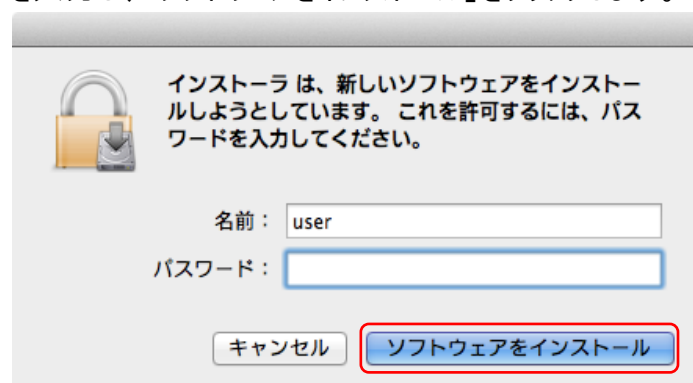 インストーラ は、新しいソフトウェアをインストー
ルしようとしています。 これを許可するには、パス
ワードを入力してください。
名前： user
パスワード：
キャンセル ソフトウェアをインストール